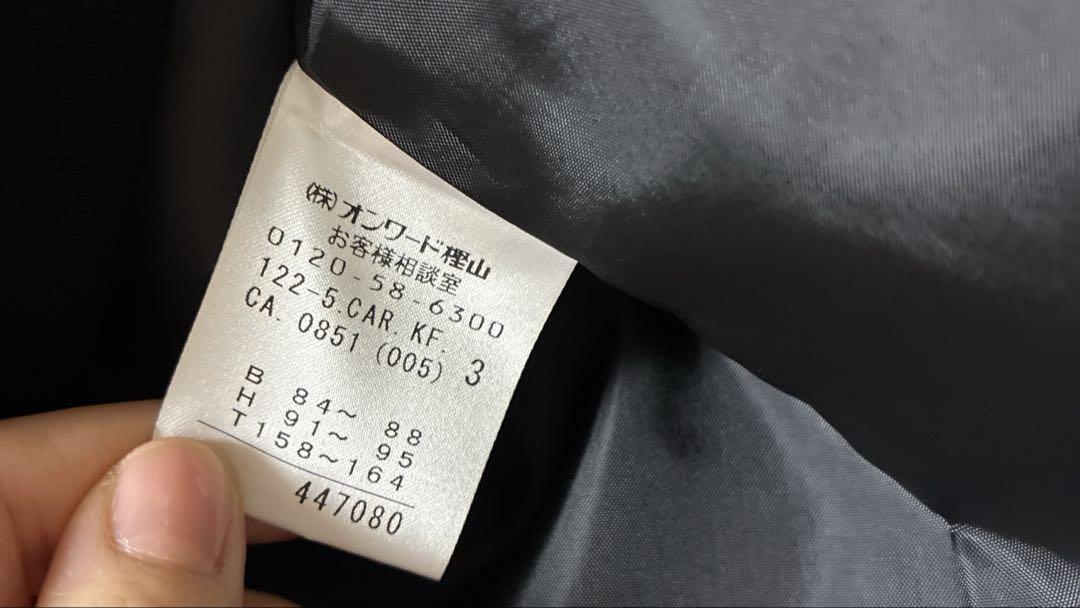 (株)オンワード樫山
お客様相談室
0120-58-6300
122-5.CAR.KF.
CA. 0851 (005) 3
B 84～ 88
H 91～ 95
T158～164
447080